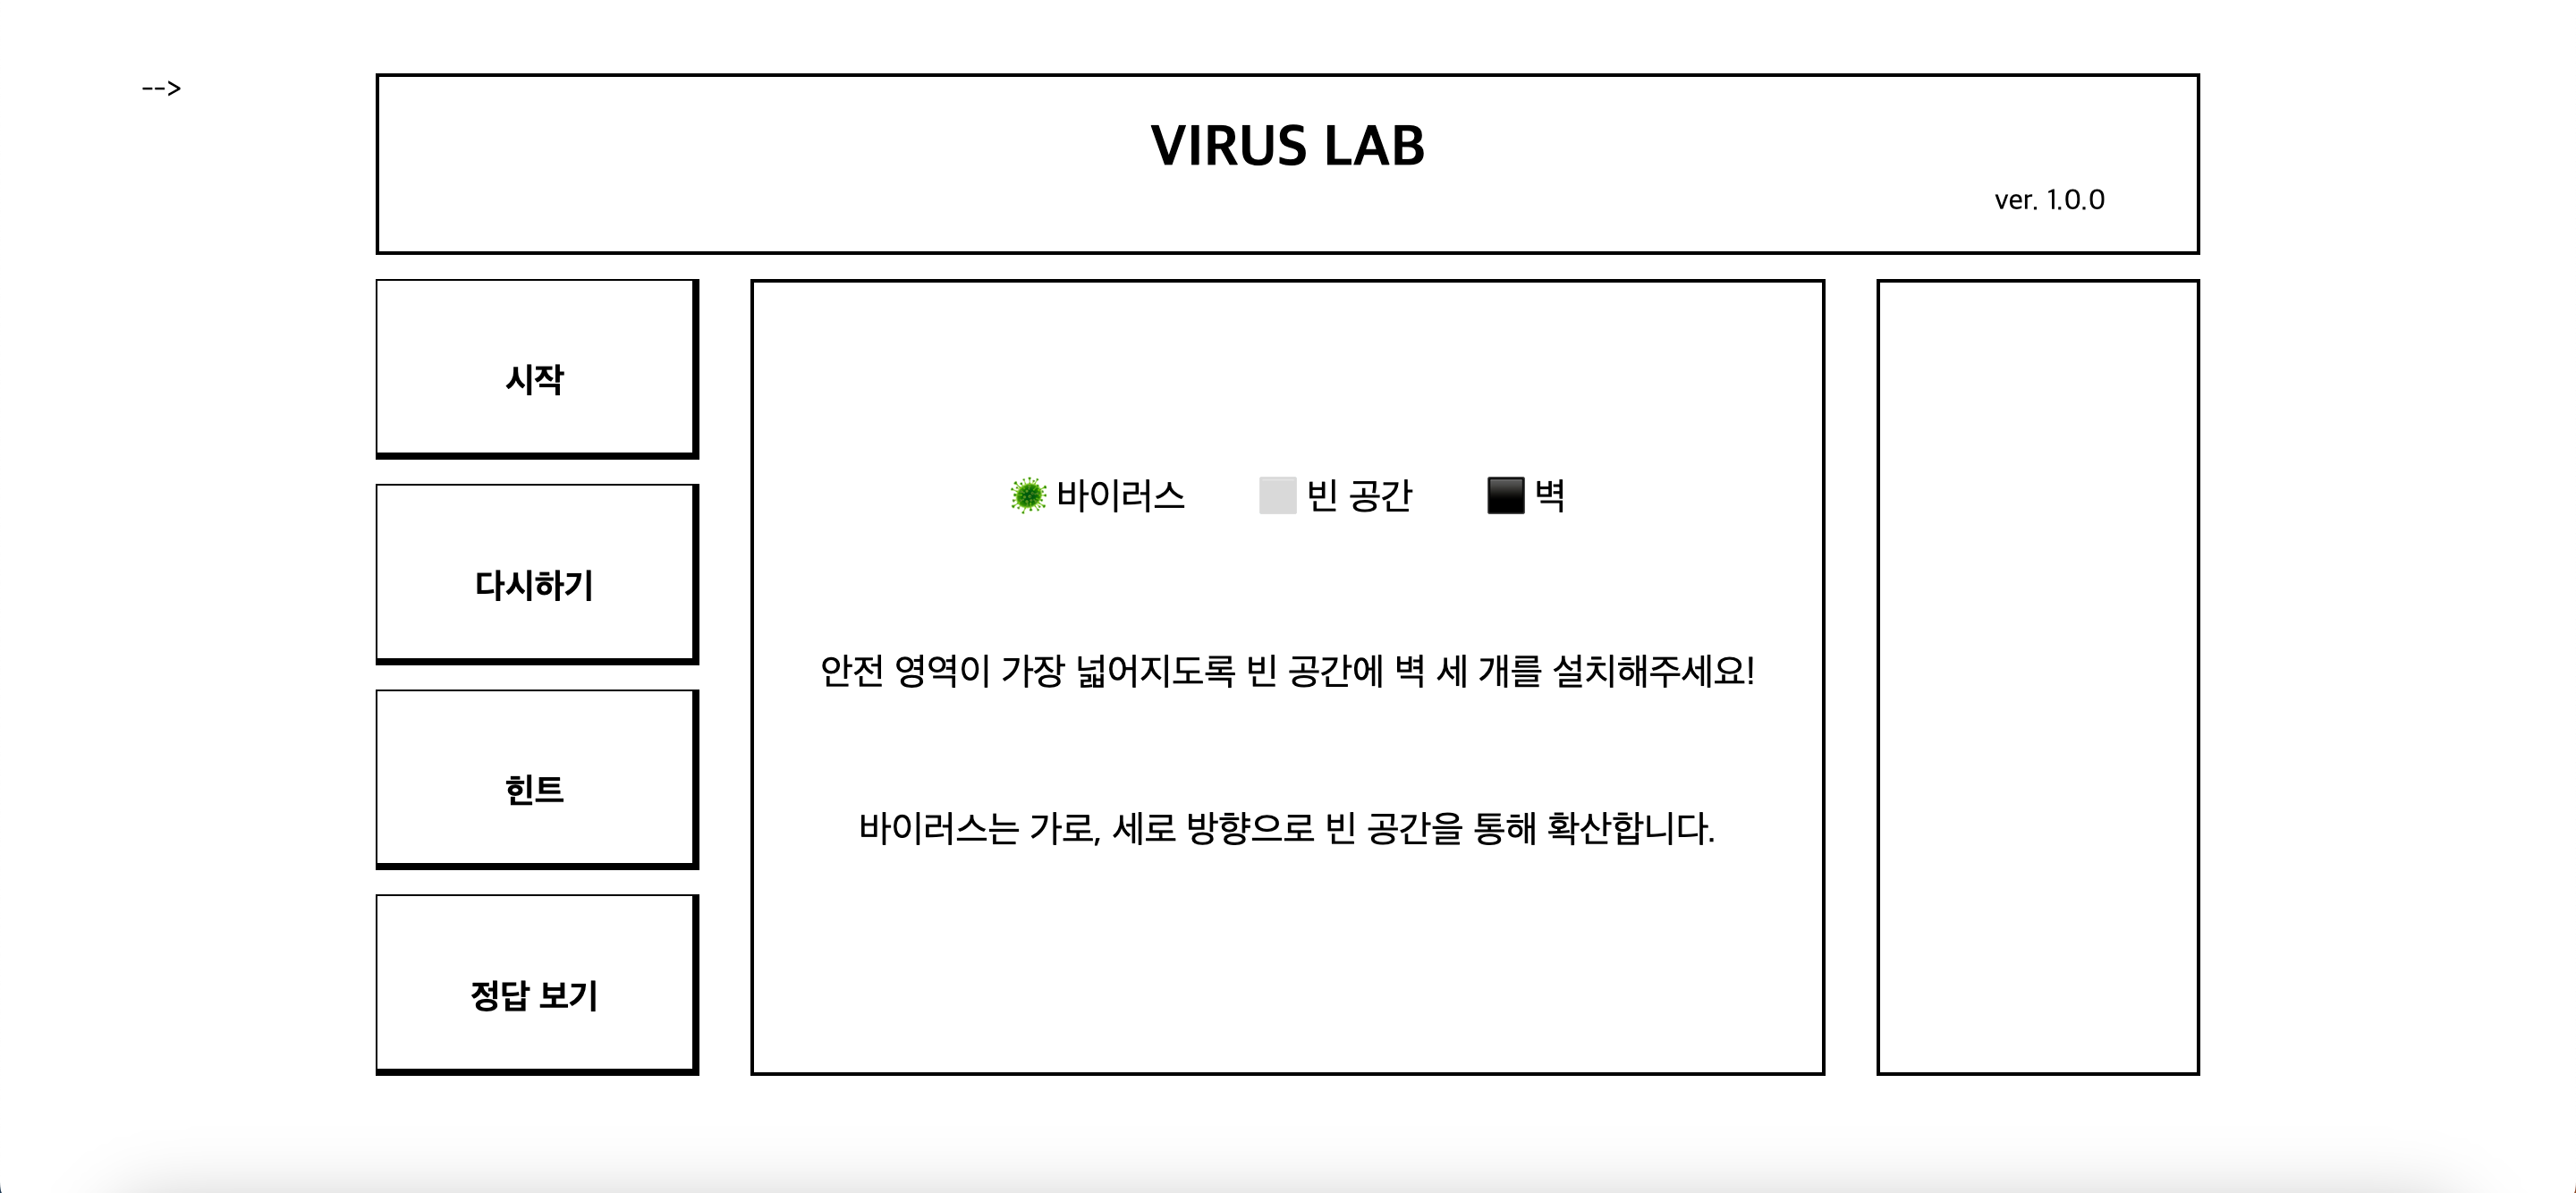 -->
VIRUS LAB
ver. 1.0.0
시작
다시하기
힌트
정답 보기
바이러스 빈 공간 벽
안전 영역이 가장 넓어지도록 빈 공간에 벽 세 개를 설치해주세요!
바이러스는 가로, 세로 방향으로 빈 공간을 통해 확산합니다.